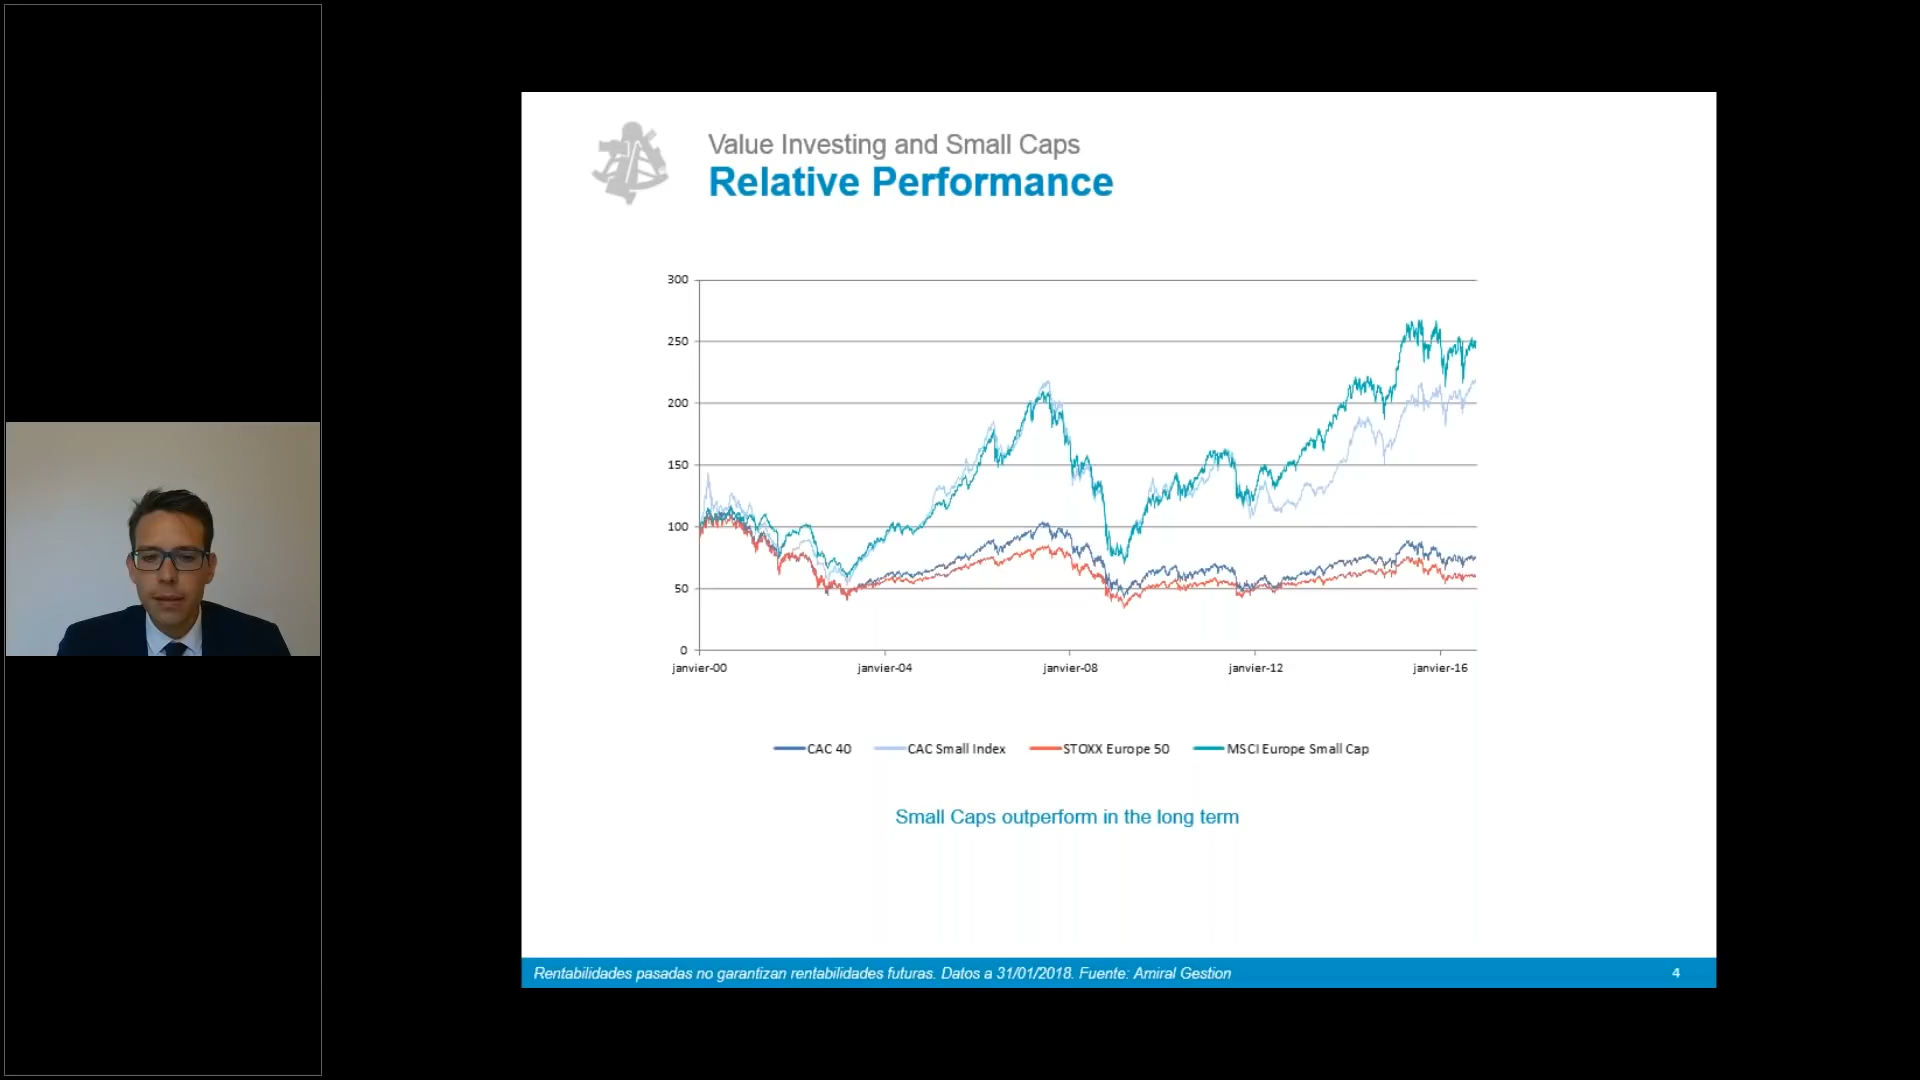 Value Investing and Small Caps
Relative Performance
300
250
200
150
100
50
0
janvier-00 janvier-04 janvier-08 janvier-12 janvier-16
CAC 40 CAC Small Index STOXX Europe 50 MSCI Europe Small Cap
Small Caps outperform in the long term
Rentabilidades pasadas no garantizan rentabilidades futuras. Datos a 31/01/2018. Fuente: Amiral Gestion 4